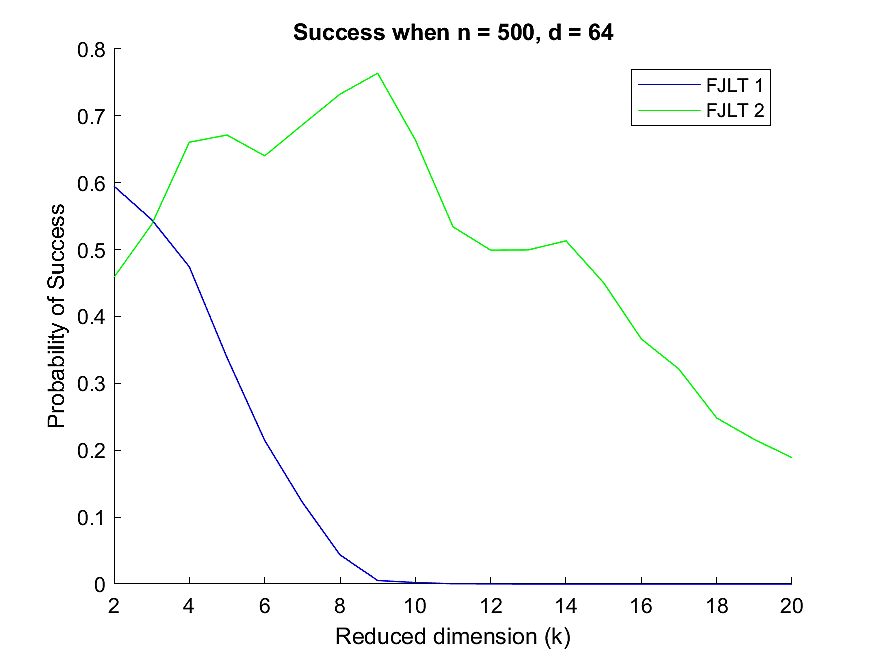 Success when n = 500, d = 64
FJLT 1
FJLT 2
Probability of Success
0.8
0.7
0.6
0.5
0.4
0.3
0.2
0.1
0
2 4 6 8 10 12 14 16 18 20
Reduced dimension (k)